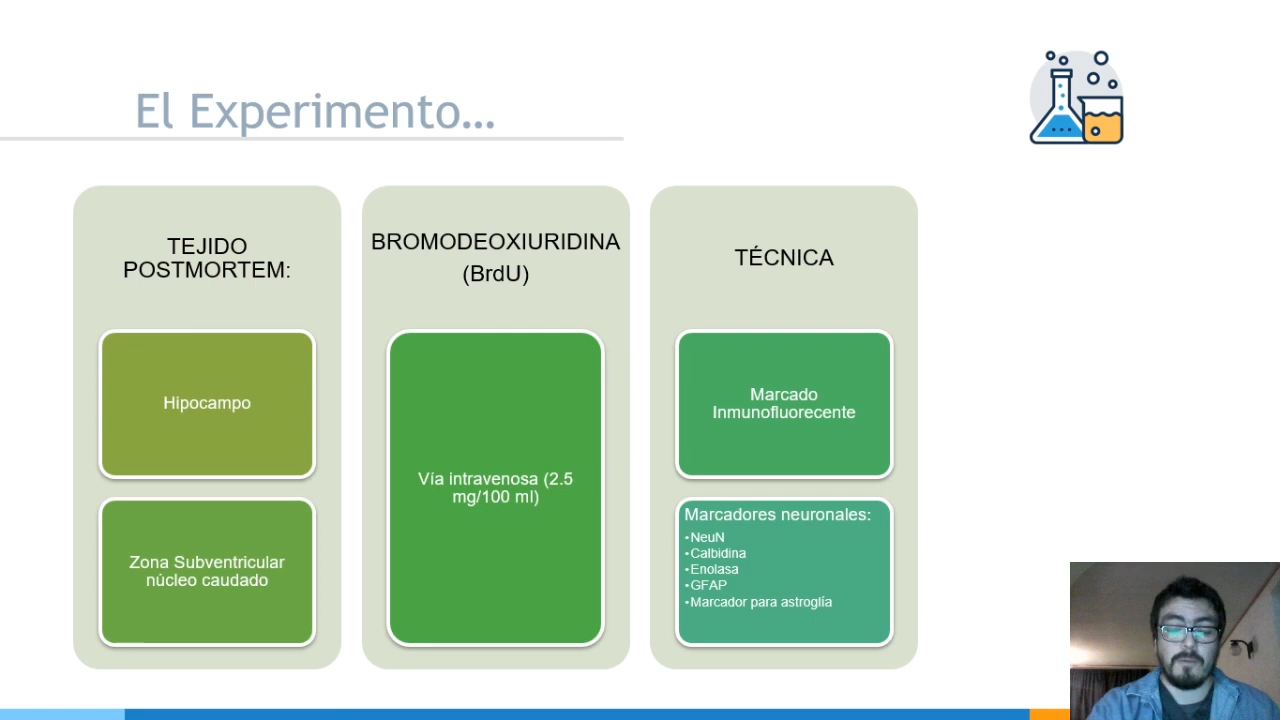 El Experimento...
TEJIDO
POSTMORTEM:
Hipocampo
Zona Subventricular
núcleo caudado
BROMODEOXIURIDINA
(BrdU)
Vía intravenosa (2.5
mg/100 ml)
TÉCNICA
Marcado
Inmunofluorecente
Marcadores neuronales:
•NeuN
•Calbidina
•Enolasa
•GFAP
•Marcador para astroglía